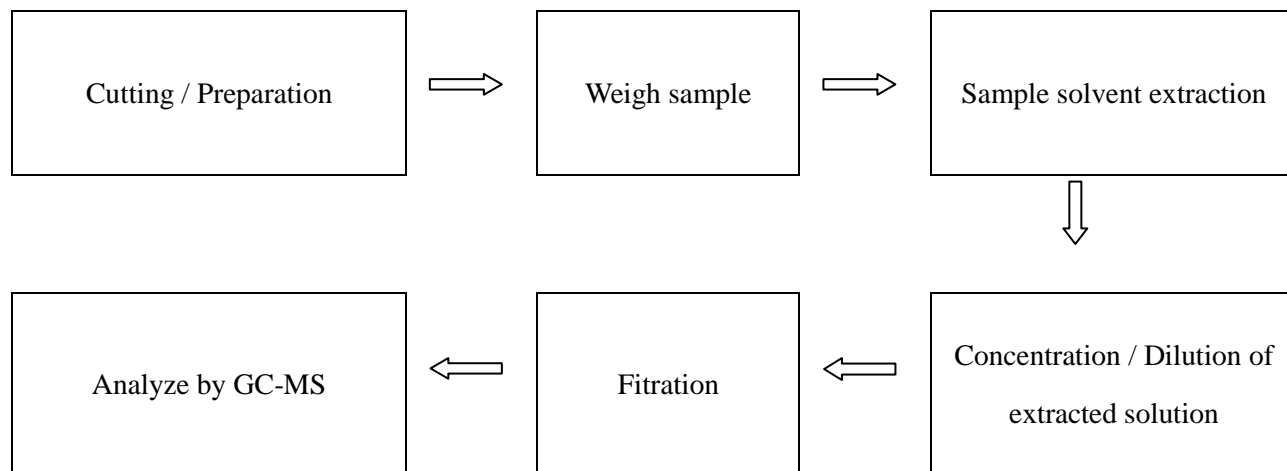 Cutting / Preparation
Weigh sample
Sample solvent extraction
Concentration / Dilution of
extracted solution
Fitration
Analyze by GC-MS